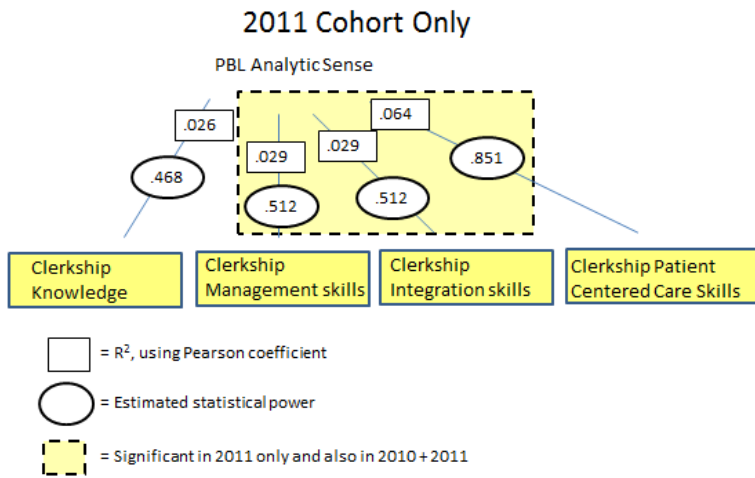 2011 Cohort Only
PBL Analytic Sense
.026
.064
.029
.029
.851
.468
.512
.512
Clerkship
Knowledge
Clerkship
Management skills
Clerkship
Integration skills
Clerkship Patient
Centered Care Skills
= R², using Pearson coefficient
= Estimated statistical power
= Significant in 2011 only and also in 2010 + 2011